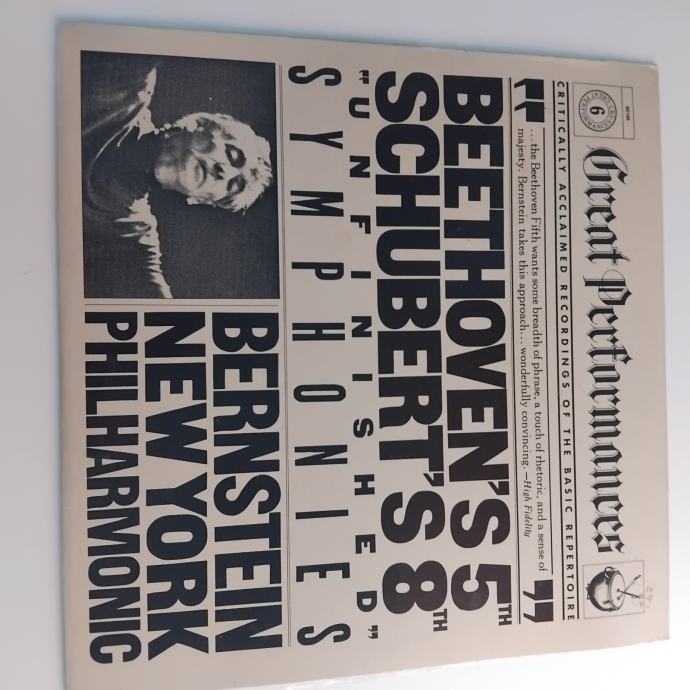 Great Performances
CRITICALLY ACCLAIMED RECORDINGS OF THE BASIC REPERTOIRE
"...the Beethoven Fifth wants some breadth of phrase, a touch of rhetoric, and a sense of
majesty. Bernstein takes this approach... wonderfully convincing. —High Fidelity"
BEETHOVEN'S 5TH
SCHUBERT'S 8TH
"UNFINISHED"
SYMPHONIES
BERNSTEIN
NEW YORK
PHILHARMONIC
6